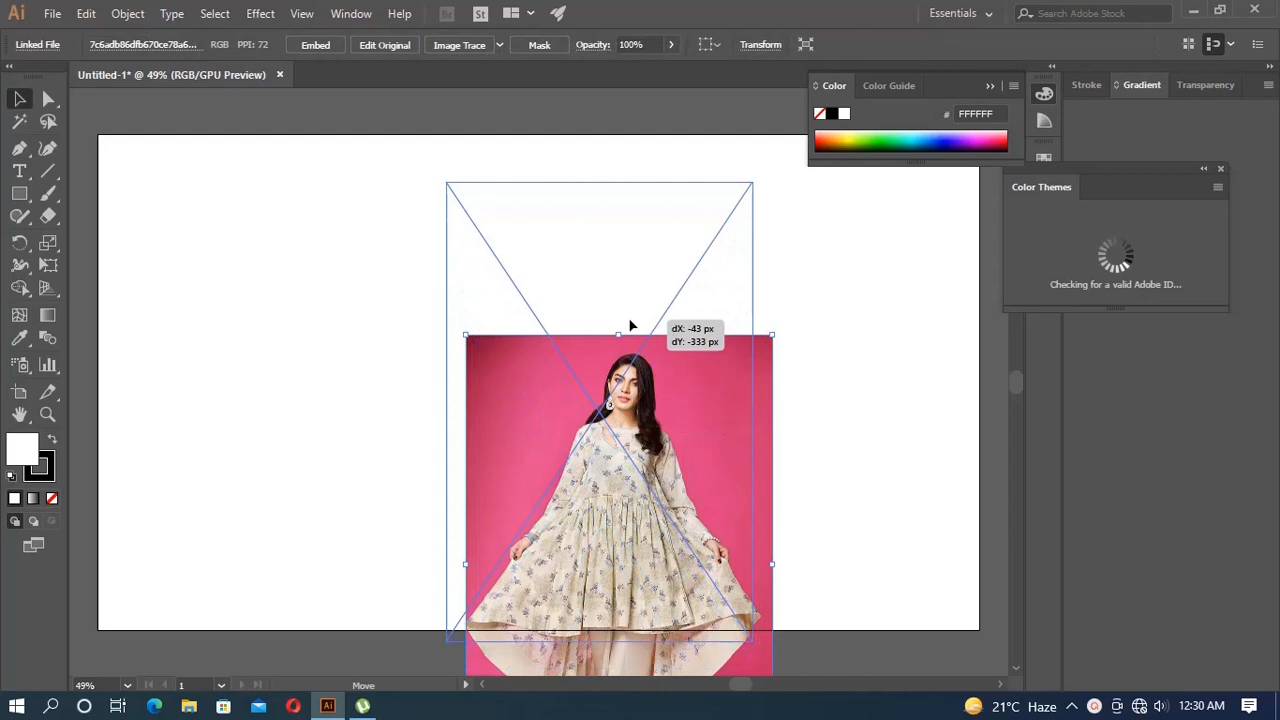 File Edit Object Type Select Effect View Window Help Br St Essentials Search Adobe Stock
Linked File 7c6adb86dfb670ce78a6... RGB PPI: 72 Embed Edit Original Image Trace Mask Opacity: 100% Transform
Untitled-1* @ 49% (RGB/GPU Preview)
Color Color Guide
Stroke Gradient Transparency
# FFFFFF
Color Themes
Checking for a valid Adobe ID...
dX: -43 px
dY: -333 px
49% 1 Move
Ai 21°C Haze 12:30 AM